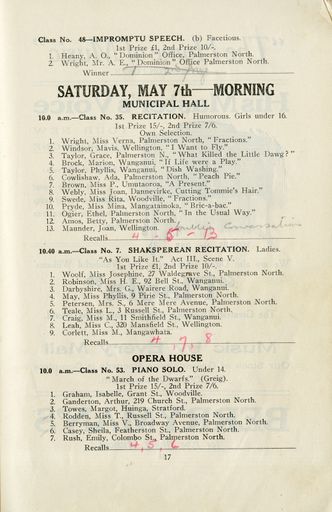 Class No. 48—IMPROMPTU SPEECH. (b) Facetious.
1st Prize £1, 2nd Prize 10/-.
1. Heany, A. O., "Dominion" Office, Palmerston North.
2. Wright, Mr. A. E., "Dominion" Office Palmerston North.
Winner
SATURDAY, MAY 7th—MORNING
MUNICIPAL HALL
10.0 a.m.—Class No. 35. RECITATION. Humorous. Girls under 16.
1st Prize 15/-, 2nd Prize 7/6.
Own Selection.
1. Wright, Miss Verna, Palmerston North, "Fractions."
2. Windsor, Mavis, Wellington, "I Want to Fly."
3. Taylor, Grace, Palmerston N., "What Killed the Little Dawg?"
4. Brock, Marion, Wanganui, "If Life were a Play."
5. Taylor, Phyllis, Wanganui, "Dish Washing."
6. Cowlishaw, Ada, Palmerston North, "Peach Pie."
7. Brown, Miss P., Umutaoroa, "A Present."
8. Webly, Miss Joan, Dannevirke, Cutting Tommic's Hair."
9. Swede, Miss Rita, Woodville, "Fractions."
10. Pryde, Miss Mina, Mangatainoka, "Bric-a-bac."
11. Ogier, Ethel, Palmerston North, "In the Usual Way."
12. Amos, Betty, Palmerston North,
13. Maunder, Joan, Wellington. Conversation
Recalls 4 - 5 - 13
10.40 a.m.—Class No. 7. SHAKSPEREAN RECITATION. Ladies.
"As You Like It" Act III, Scene V.
1st Prize £1, 2nd Prize 10/-.
1. Woolf, Miss Josephine, 27 Waldegrave St., Palmerston North.
2. Robinson, Miss H. E., 92 Bell St., Wanganui.
3. Darbyshire, Mrs. G., Wairere Road, Wanganui.
4. May, Miss Phyllis, 9 Pirie St., Palmerston North.
5. Petersen, Mrs. S., 6 Mere Mere Avenue, Palmerston North.
6. Teale, Miss L., 3 Russell St., Palmerston North.
7. Craig, Miss M., 11 Smithfield St., Wanganui.
8. Leah, Miss C., 320 Mansfield St., Wellington.
9. Corlett, Miss M., Mangawhata.
Recalls 4, 7, 8
OPERA HOUSE
10.0 a.m.—Class No. 53. PIANO SOLO. Under 14.
"March of the Dwarfs." (Greig).
1st Prize 15/-, 2nd Prize 7/6.
1. Graham, Isabelle, Grant St., Woodville.
2. Ganderton, Arthur, 219 Church St., Palmerston North.
3. Towes, Margot, Huinga, Stratford.
4. Rodden, Miss T., Russell St., Palmerston North.
5. Berryman, Miss V., Broadway Avenue, Palmerston North.
6. Casey, Sheila, Featherston St., Palmerston North.
7. Rush, Emily, Colombo St., Palmerston North.
Recalls 4, 5, 6
17